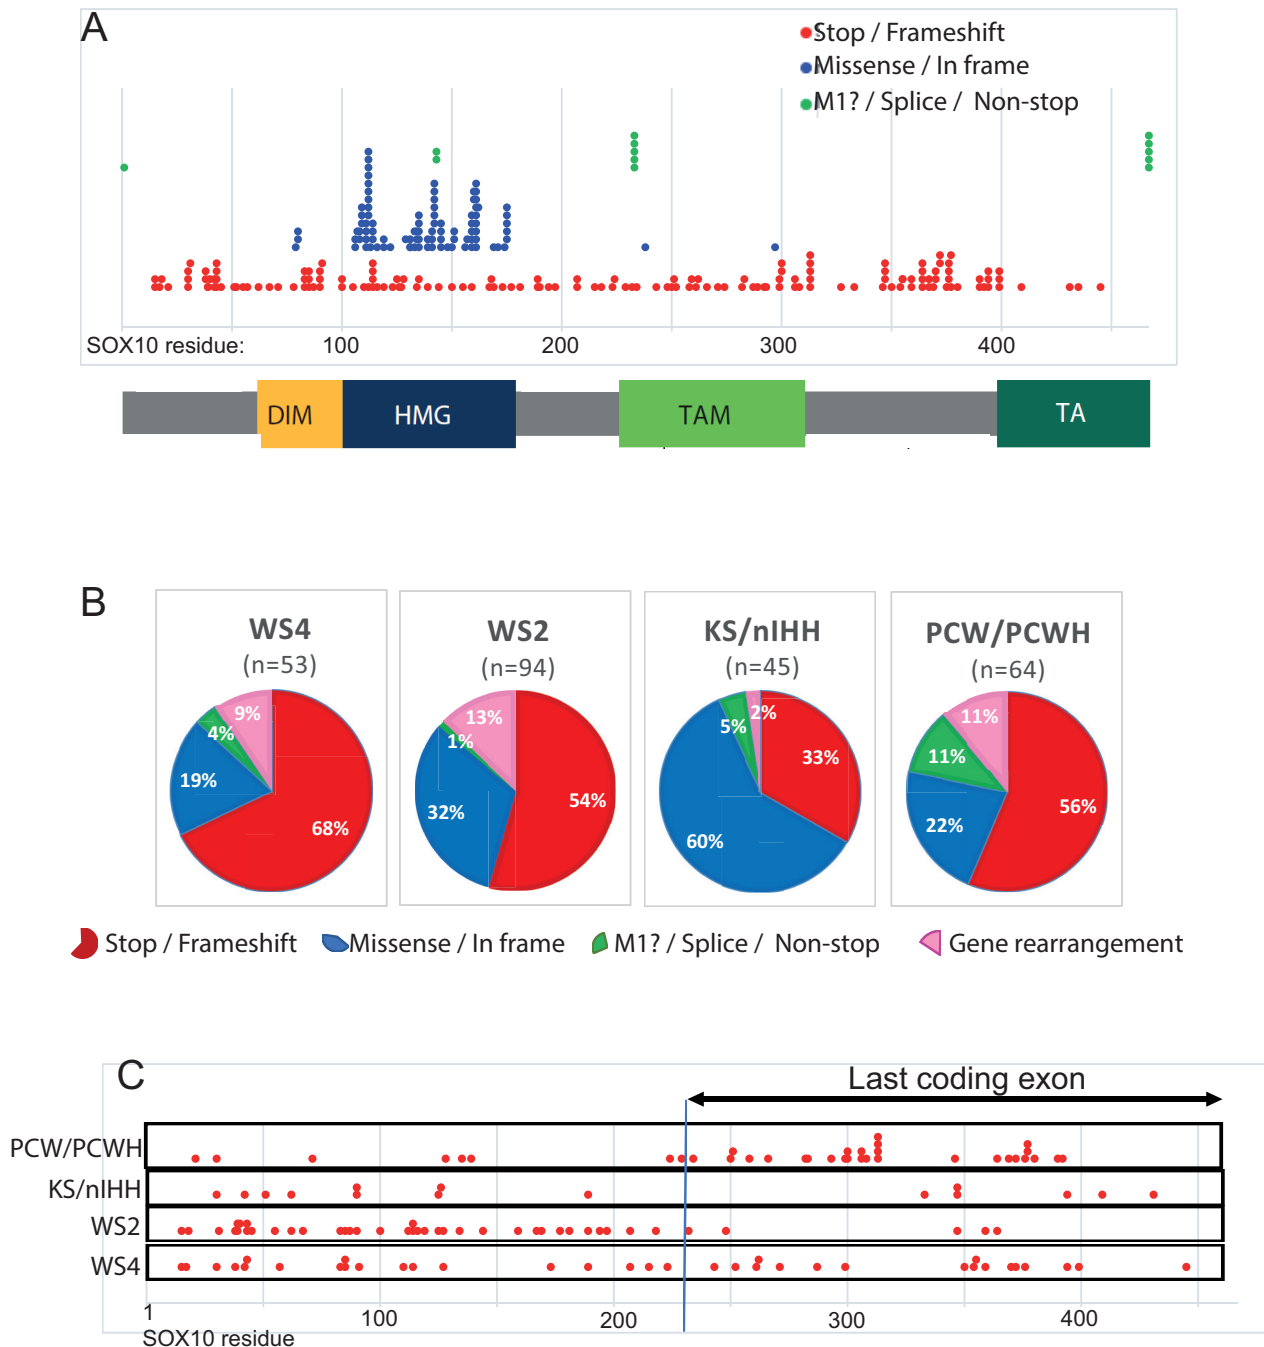 A
Stop / Frameshift
Missense / In frame
M1? / Splice / Non-stop
SOX10 residue: 100 200 300 400
DIM HMG TAM TA
B
WS4 WS2 KS/nIHH PCW/PCWH
(n=53) (n=94) (n=45) (n=64)
9% 4% 19% 68%
13% 1% 32% 54%
2% 5% 33% 60%
11% 11% 22% 56%
Stop / Frameshift Missense / In frame M1? / Splice / Non-stop Gene rearrangement
C
Last coding exon
PCW/PCWH
KS/nIHH
WS2
WS4
1 100 200 300 400
SOX10 residue